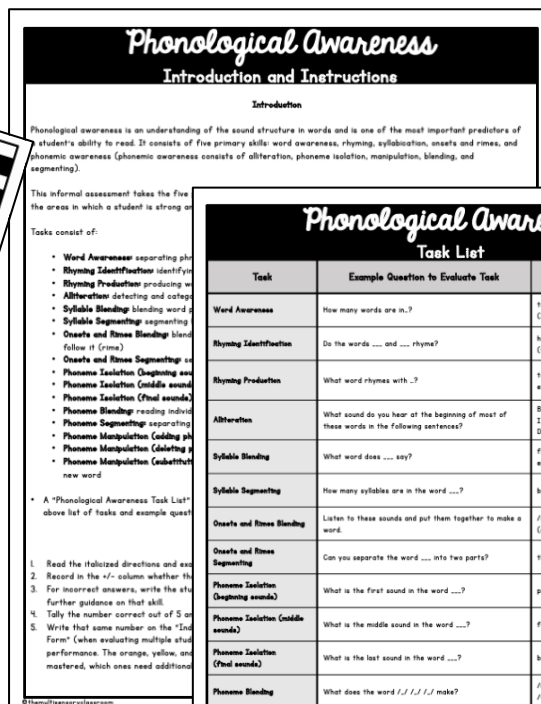 Phonological Awareness
Introduction and Instructions
Introduction
Phonological awareness is an understanding of the sound structure in words and is one of the most important predictors of
a student's ability to read. It consists of five primary skills: word awareness, rhyming, syllabication, onsets and rimes, and
phonemic awareness (phonemic awareness consists of alliteration, phoneme isolation, manipulation, blending, and
segmenting).
This informal assessment takes the five
the areas in which a student is strong an
Tasks consist of:
• Word Awareness: separating phr
• Rhyming Identification: identifyin
• Rhyming Production: producing w
• Alliteration: detecting and catego
• Syllable Blending: blending word p
• Syllable Segmenting: segmenting
• Onsets and Rimes Blending: blend
follow it (rime)
• Onsets and Rimes Segmenting: se
• Phoneme Isolation (beginning sou
• Phoneme Isolation (middle sound
• Phoneme Isolation (final sounds)
• Phoneme Blending: reading individ
• Phoneme Segmenting: separating
• Phoneme Manipulation (adding ph
• Phoneme Manipulation (deleting p
• Phoneme Manipulation (substituti
new word
• A "Phonological Awareness Task List"
above list of tasks and example quest
1. Read the italicized directions and exa
2. Record in the +/- column whether th
3. For incorrect answers, write the stu
further guidance on that skill.
4. Tally the number correct out of 5 an
5. Write that same number on the "Ind
Form" (when evaluating multiple stud
performance. The orange, yellow, and
mastered, which ones need additional
©themultisensoryclassroom
Phonological Aware
Task List
Task Example Question to Evaluate Task
Word Awareness How many words are in..?
Rhyming Identification Do the words ___ and ___ rhyme?
Rhyming Production What word rhymes with _?
Alliteration What sound do you hear at the beginning of most of
these words in the following sentences?
Syllable Blending What word does ___ say?
Syllable Segmenting How many syllables are in the word ___?
Onsets and Rimes Blending Listen to these sounds and put them together to make a
word.
Onsets and Rimes
Segmenting Can you separate the word ___ into two parts?
Phoneme Isolation
(beginning sounds) What is the first sound in the word ___?
Phoneme Isolation (middle
sounds) What is the middle sound in the word ___?
Phoneme Isolation
(final sounds) What is the last sound in the word ___?
Phoneme Blending What does the word /_/ /_/ /_/ make?